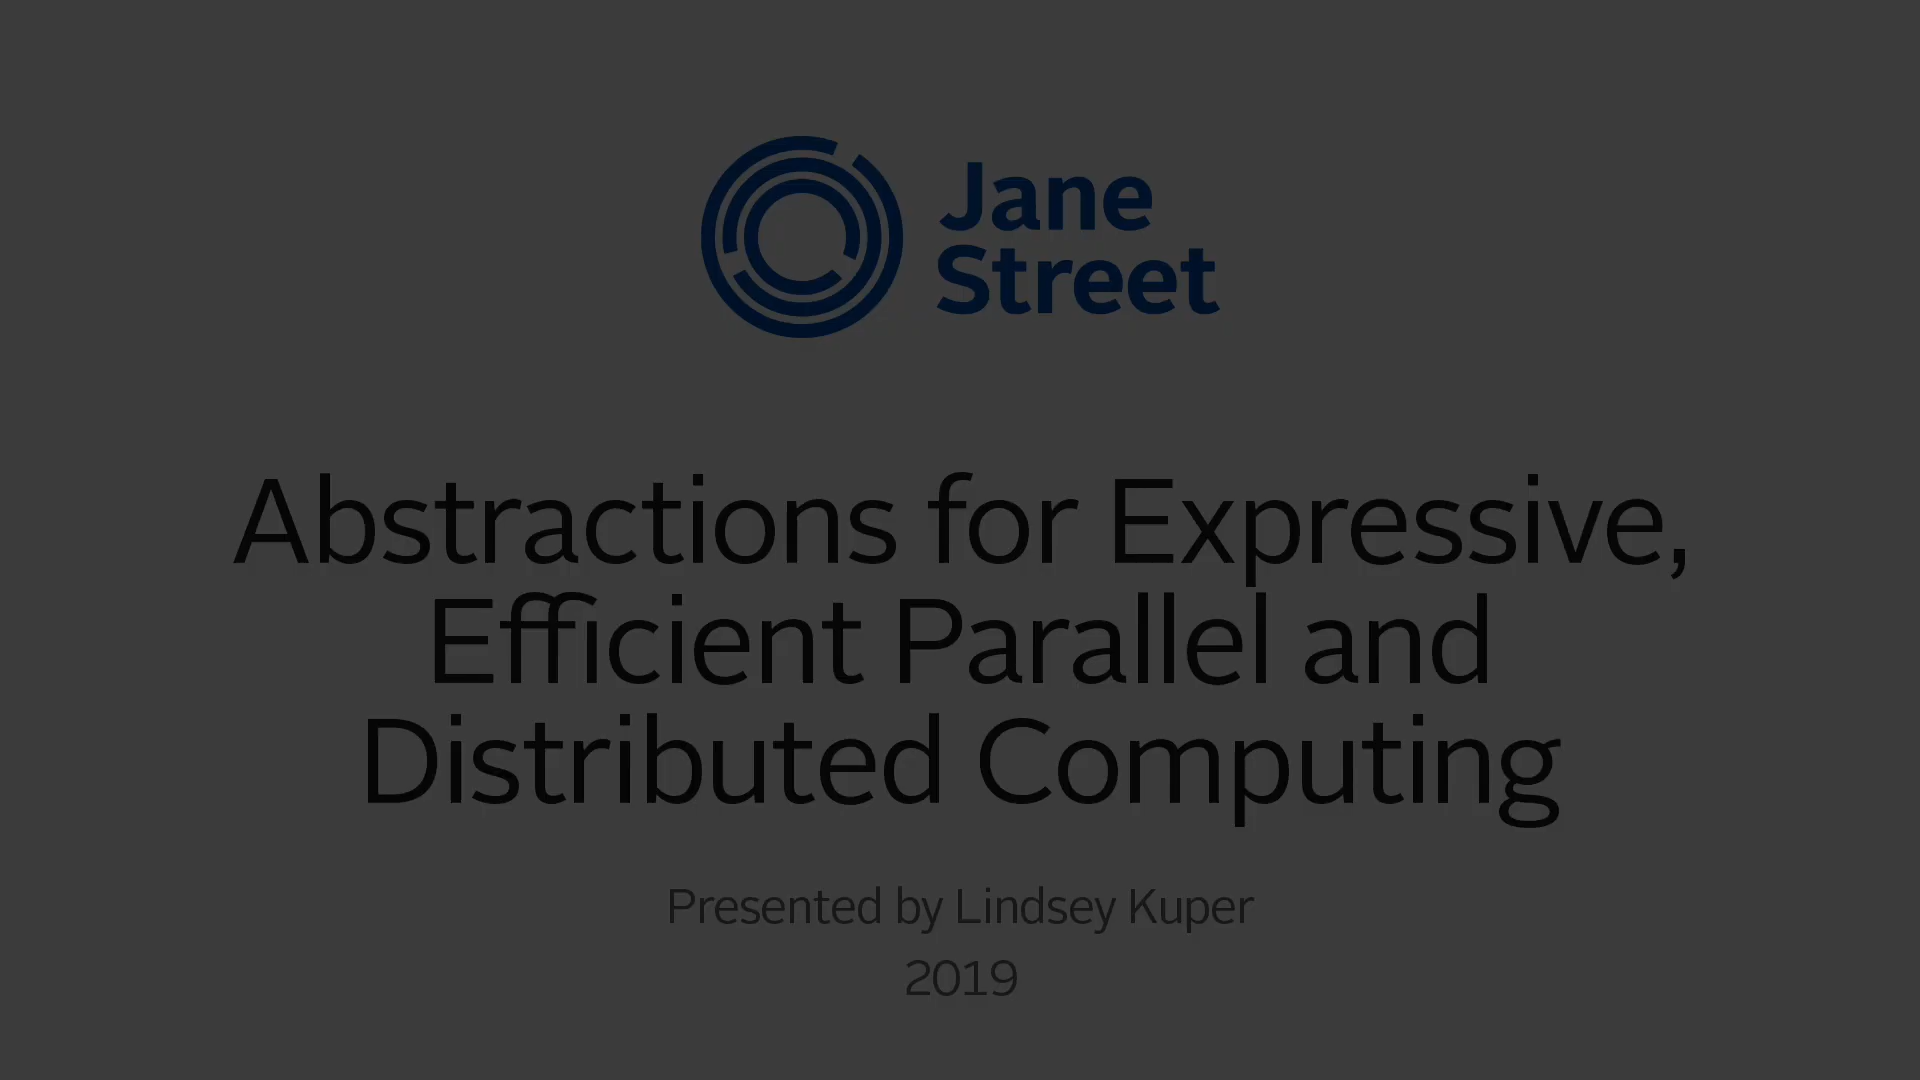 Jane
Street
Abstractions for Expressive,
Efficient Parallel and
Distributed Computing
Presented by Lindsey Kuper
2019